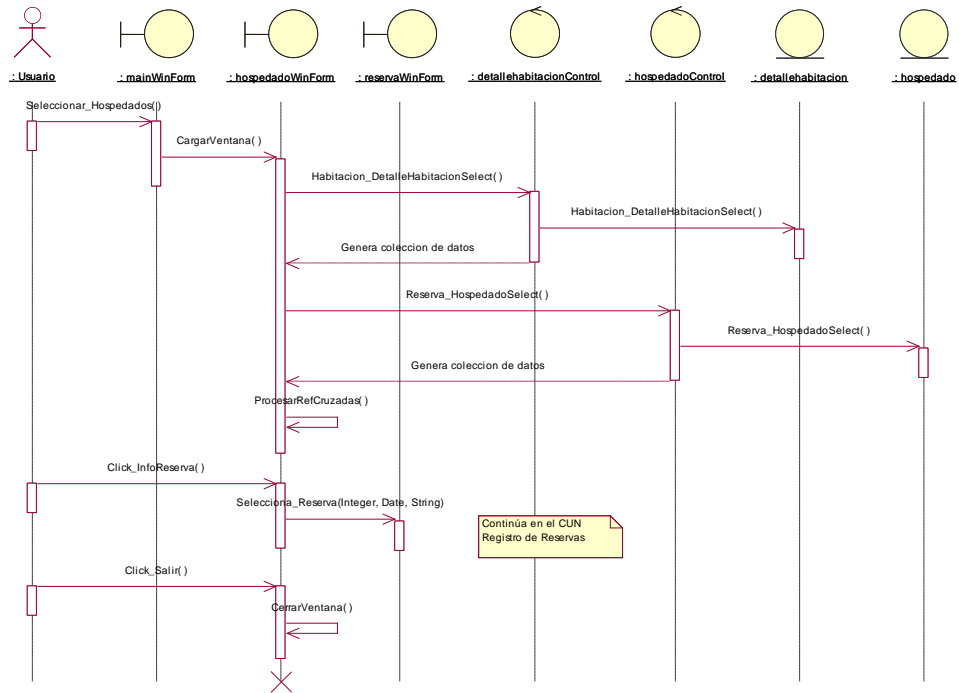 : Usuario
: mainWinForm
: hospedadoWinForm
: reservaWinForm
: detallehabitacionControl
: hospedadoControl
: detallehabitacion
: hospedado
Seleccionar_Hospedados( )
CargarVentana( )
Habitacion_DetalleHabitacionSelect( )
Habitacion_DetalleHabitacionSelect( )
Genera coleccion de datos
Reserva_HospedadoSelect( )
Reserva_HospedadoSelect( )
Genera coleccion de datos
ProcesarRefCruzadas( )
Click_InfoReserva( )
Selecciona_Reserva(Integer, Date, String)
Continúa en el CUN
Registro de Reservas
Click_Salir( )
CerrarVentana( )